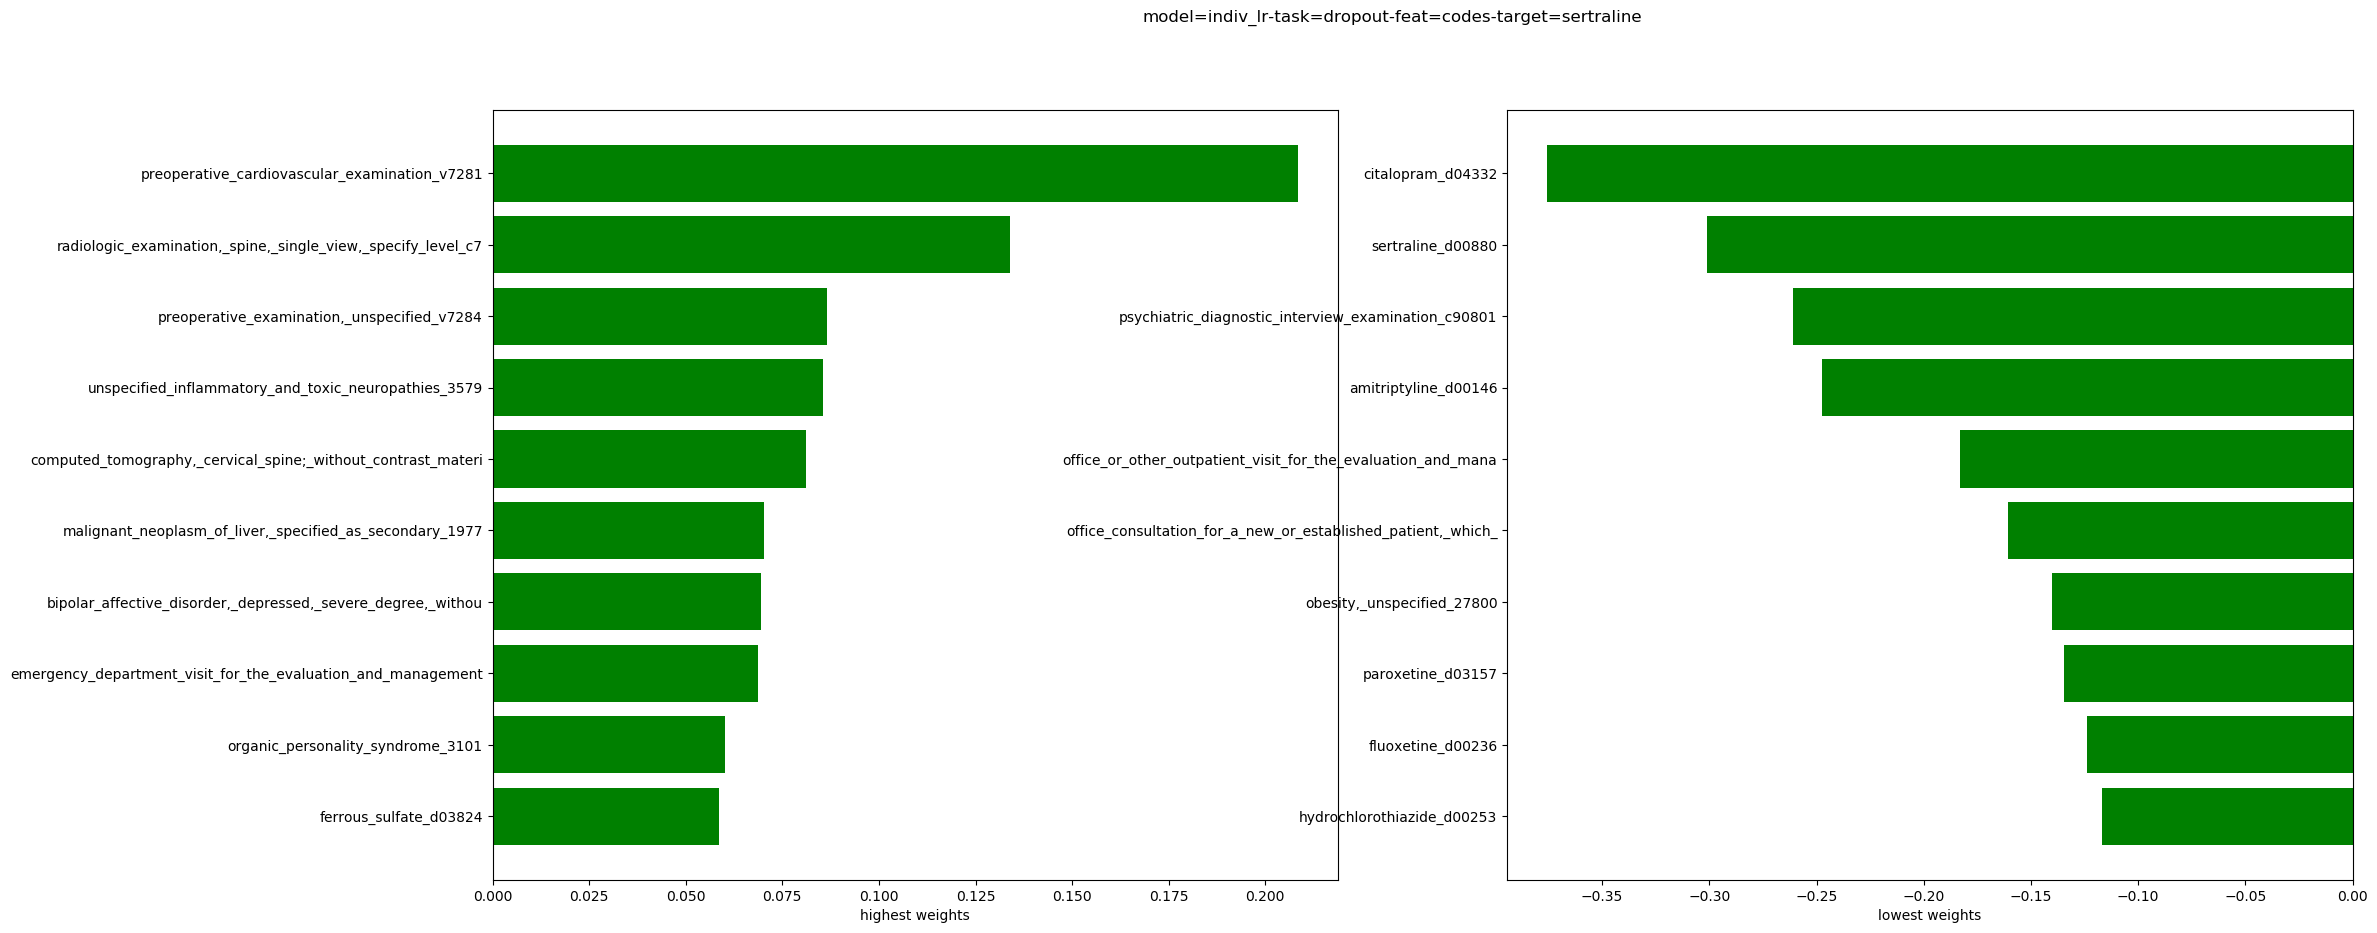 model=indiv_lr-task=dropout-feat=codes-target=sertraline
preoperative_cardiovascular_examination_v7281
radiologic_examination,_spine,_single_view,_specify_level_c7
preoperative_examination,_unspecified_v7284
unspecified_inflammatory_and_toxic_neuropathies_3579
computed_tomography,_cervical_spine;_without_contrast_materi
malignant_neoplasm_of_liver,_specified_as_secondary_1977
bipolar_affective_disorder,_depressed,_severe_degree,_withou
emergency_department_visit_for_the_evaluation_and_management
organic_personality_syndrome_3101
ferrous_sulfate_d03824
0.000 0.025 0.050 0.075 0.100 0.125 0.150 0.175 0.200
highest weights
citalopram_d04332
sertraline_d00880
psychiatric_diagnostic_interview_examination_c90801
amitriptyline_d00146
office_or_other_outpatient_visit_for_the_evaluation_and_mana
office_consultation_for_a_new_or_established_patient,_which_
obesity,_unspecified_27800
paroxetine_d03157
fluoxetine_d00236
hydrochlorothiazide_d00253
−0.35 −0.30 −0.25 −0.20 −0.15 −0.10 −0.05 0.00
lowest weights